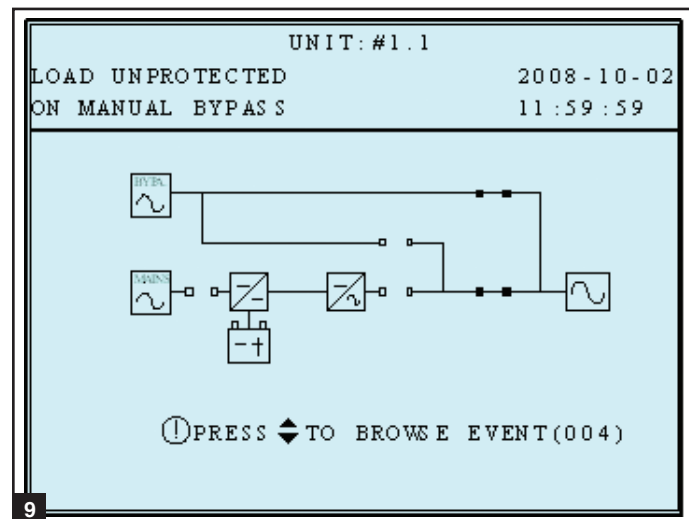 UNIT:#1.1
LOAD UNPROTECTED 2008-10-02
ON MANUAL BYPASS 11:59:59
BYPA.
MAINS
PRESS TO BROWSE EVENT(004)
9